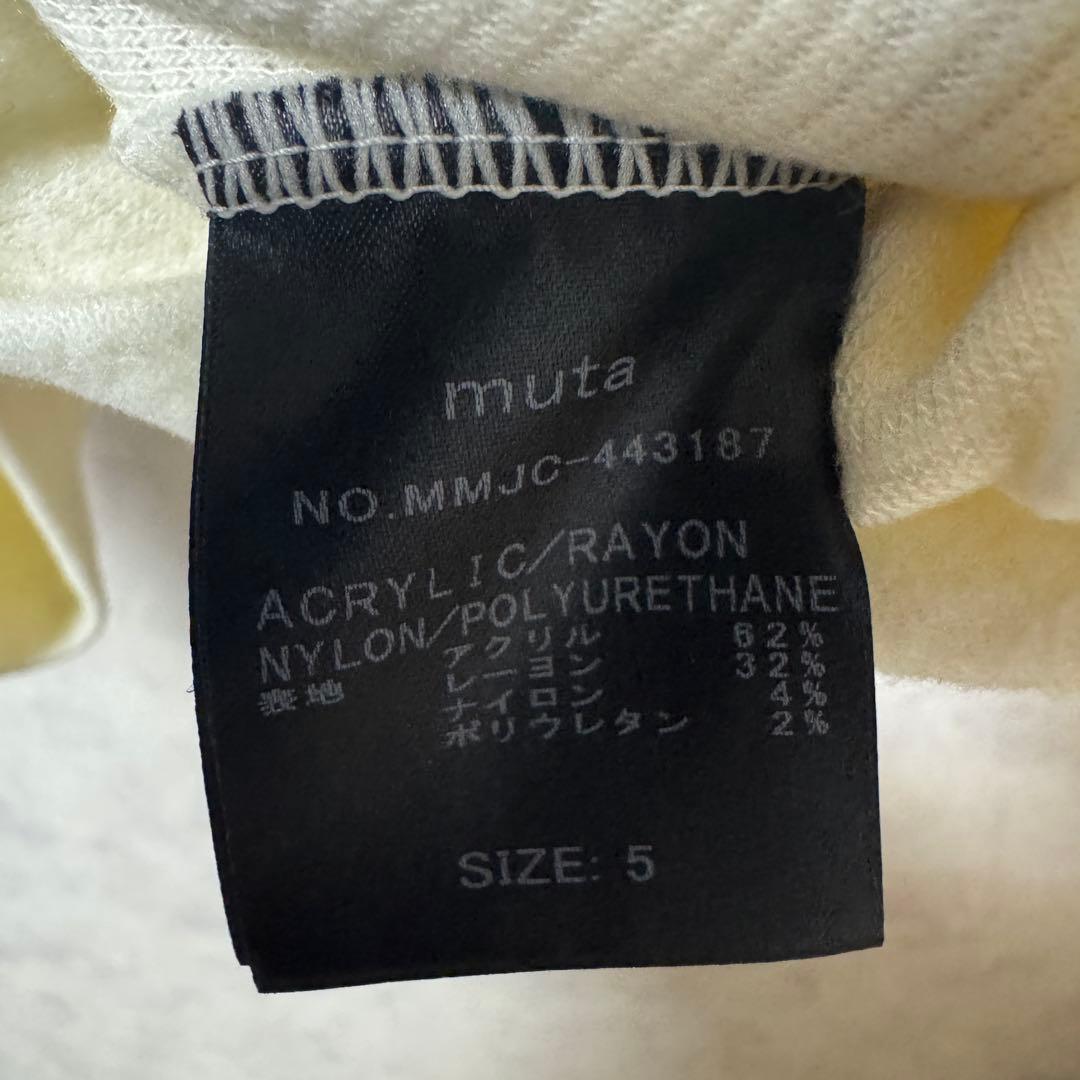 muta
NO.MMJC-443187
ACRYLIC/RAYON
NYLON/POLYURETHANE
表地 アクリル 62%
レーヨン 32%
ナイロン 4%
ポリウレタン 2%
SIZE: 5